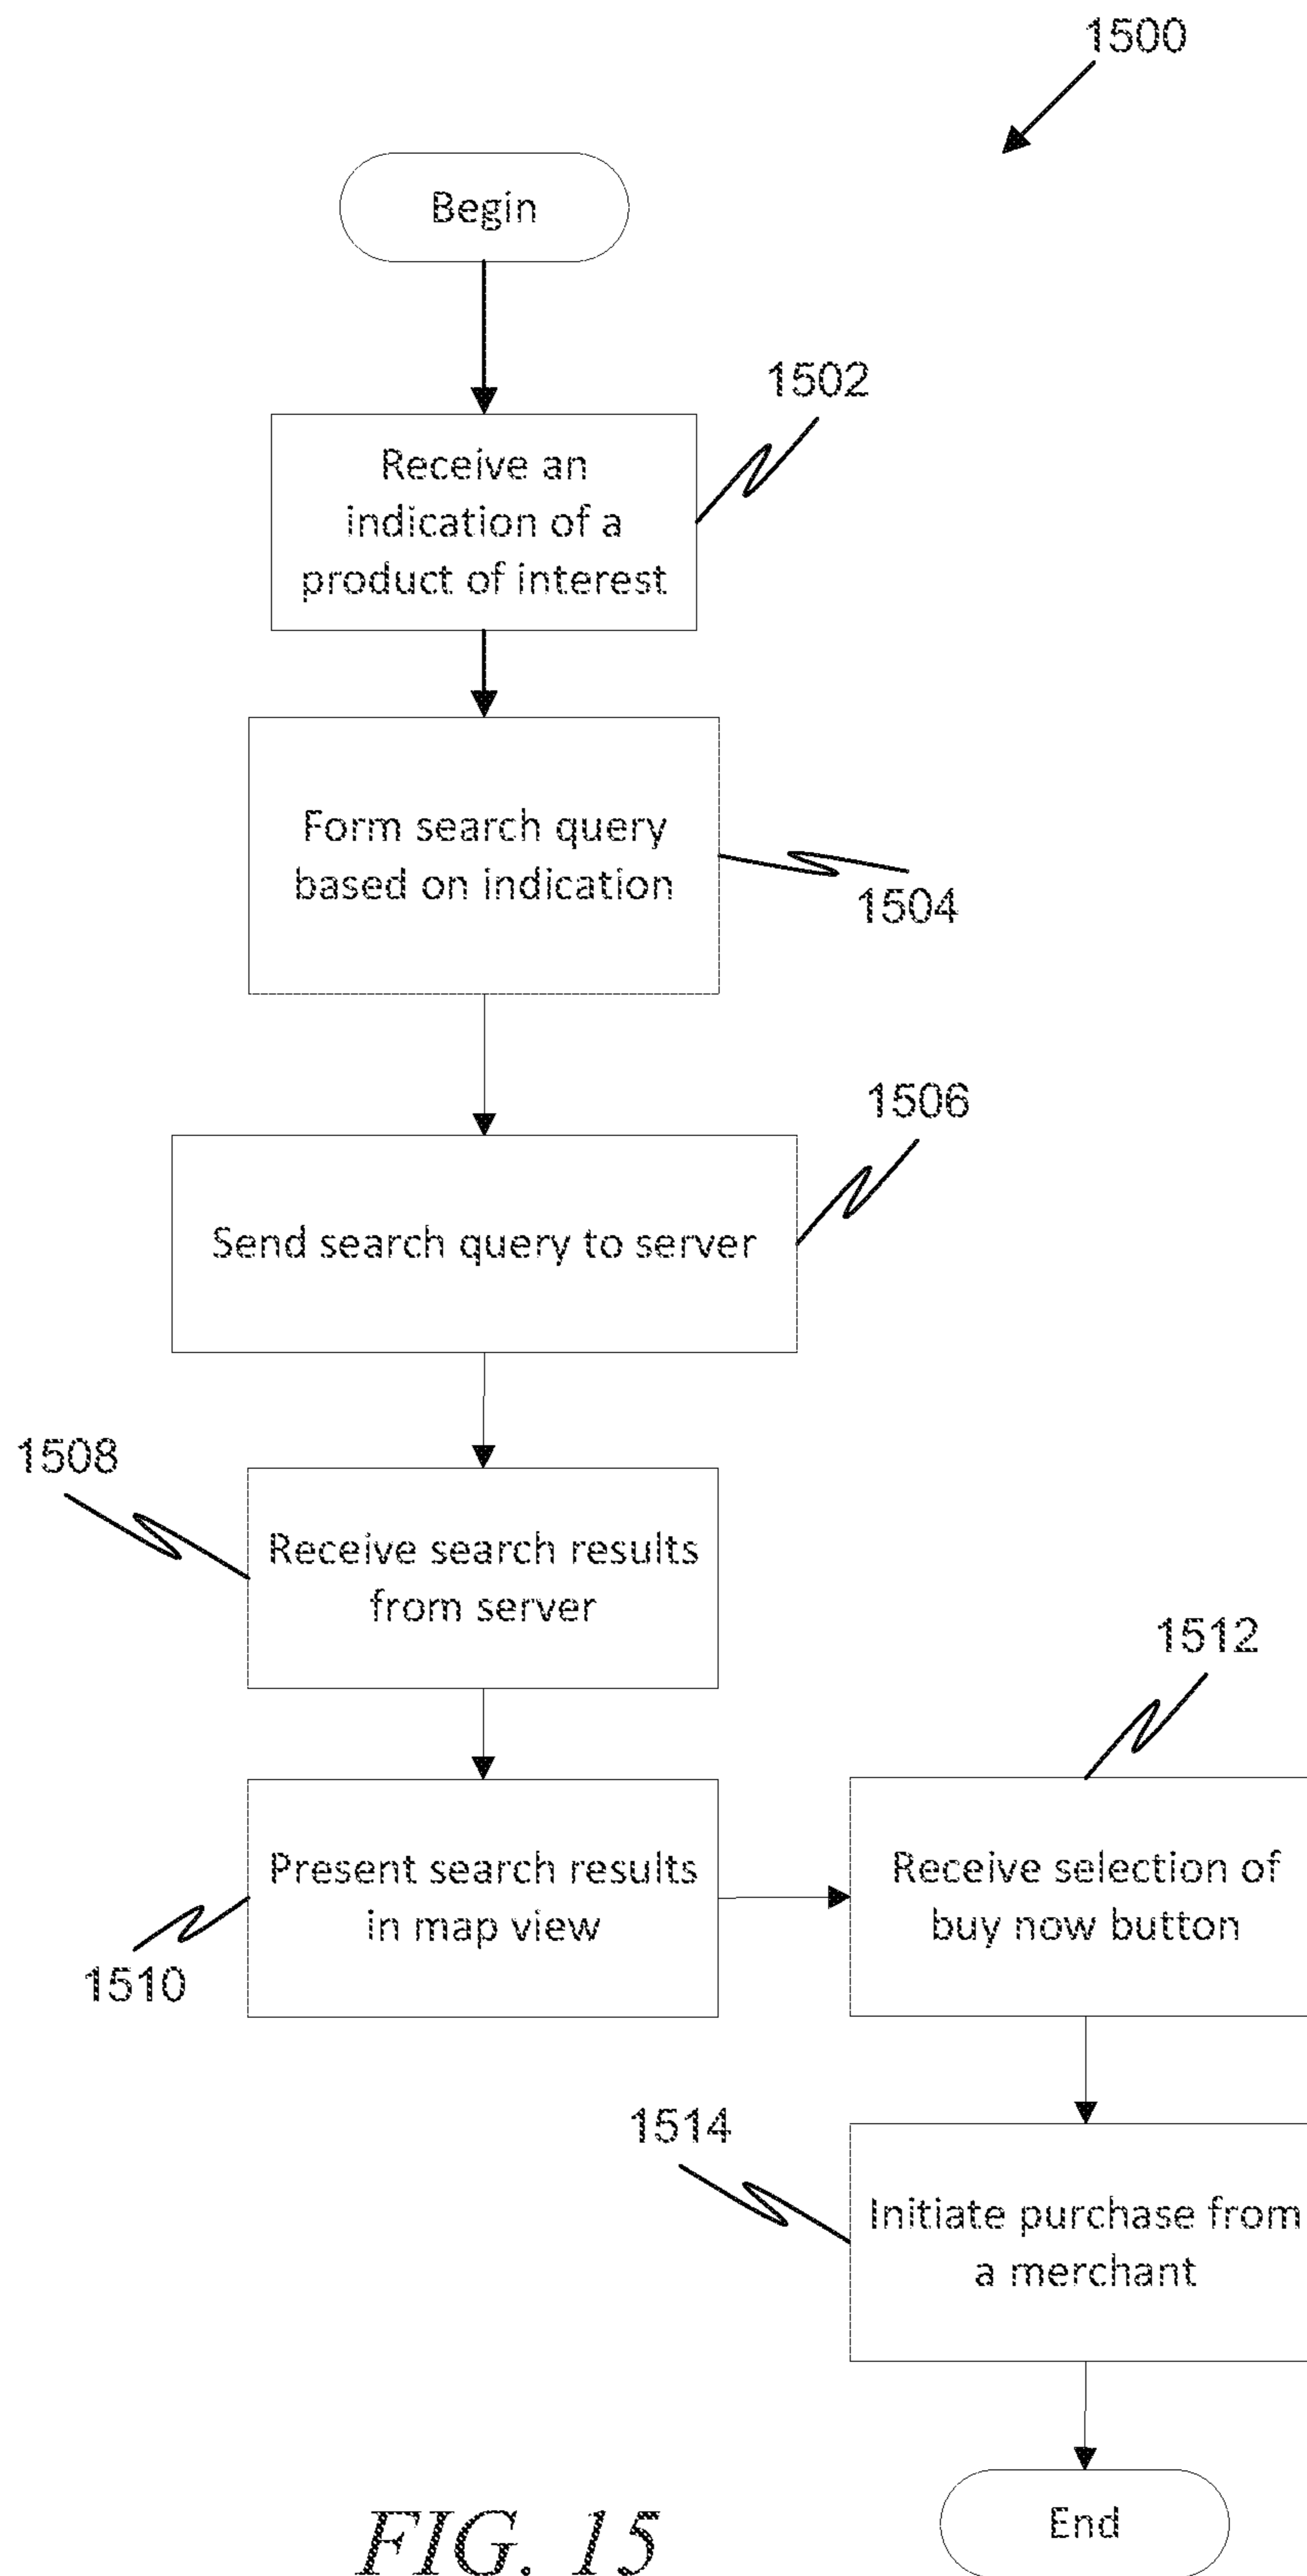 1500
Begin
1502
Receive an
indication of a
product of interest
Form search query
based on indication
1504
1506
Send search query to server
1508
Receive search results
from server
1512
Present search results
in map view
1510
Receive selection of
buy now button
1514
Initiate purchase from
a merchant
End
FIG. 15